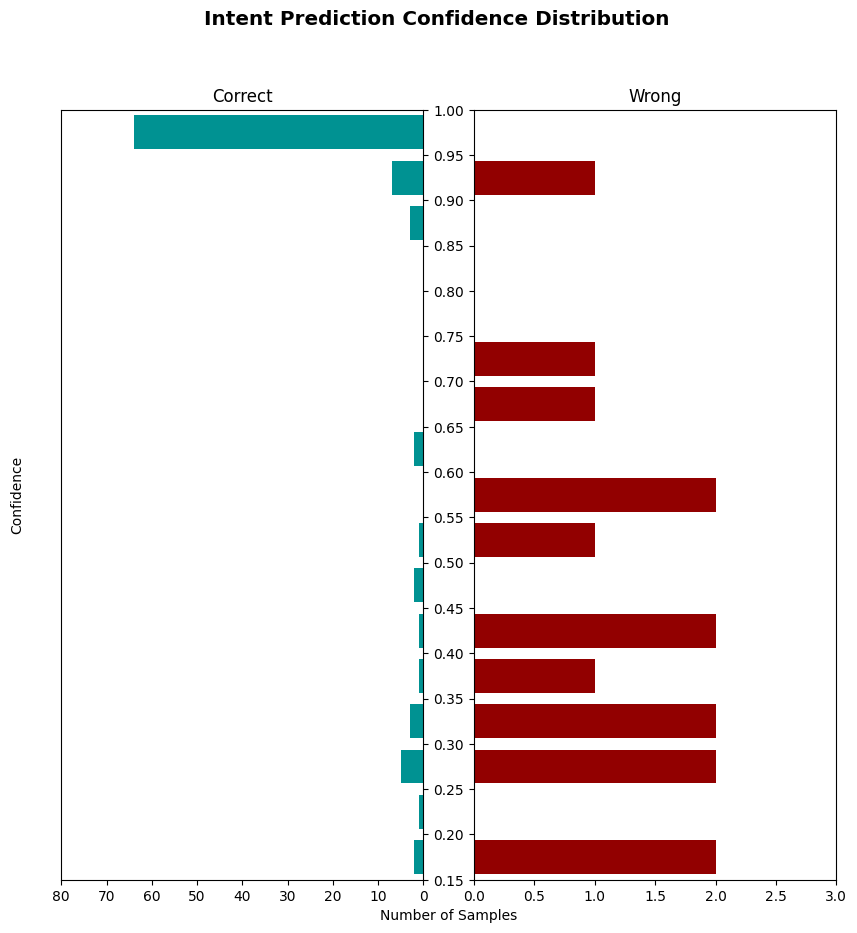 Intent Prediction Confidence Distribution
Correct
Wrong
1.00
0.95
0.90
0.85
0.80
0.75
0.70
0.65
0.60
0.55
0.50
0.45
0.40
0.35
0.30
0.25
0.20
0.15
Confidence
80 70 60 50 40 30 20 10 0
0.0 0.5 1.0 1.5 2.0 2.5 3.0
Number of Samples